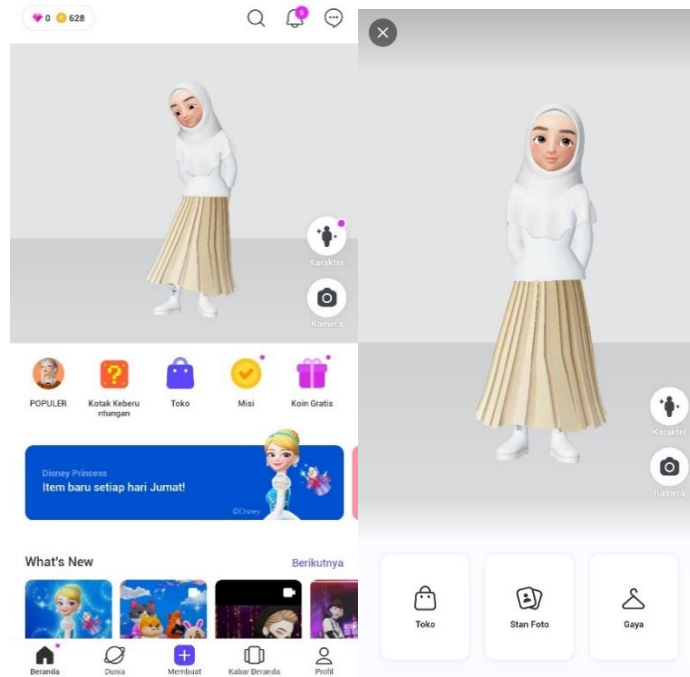 0 628
6
Karakter
Kamera
POPULER
Kotak Keberu
ntungan
Toko
Misi
Koin Gratis
Disney Princess
Item baru setiap hari Jumat!
©Disney
What's New
Berikutnya
Beranda
Dunia
Membuat
Kabar Beranda
Profil
Karakter
Kamera
Toko
Stan Foto
Gaya